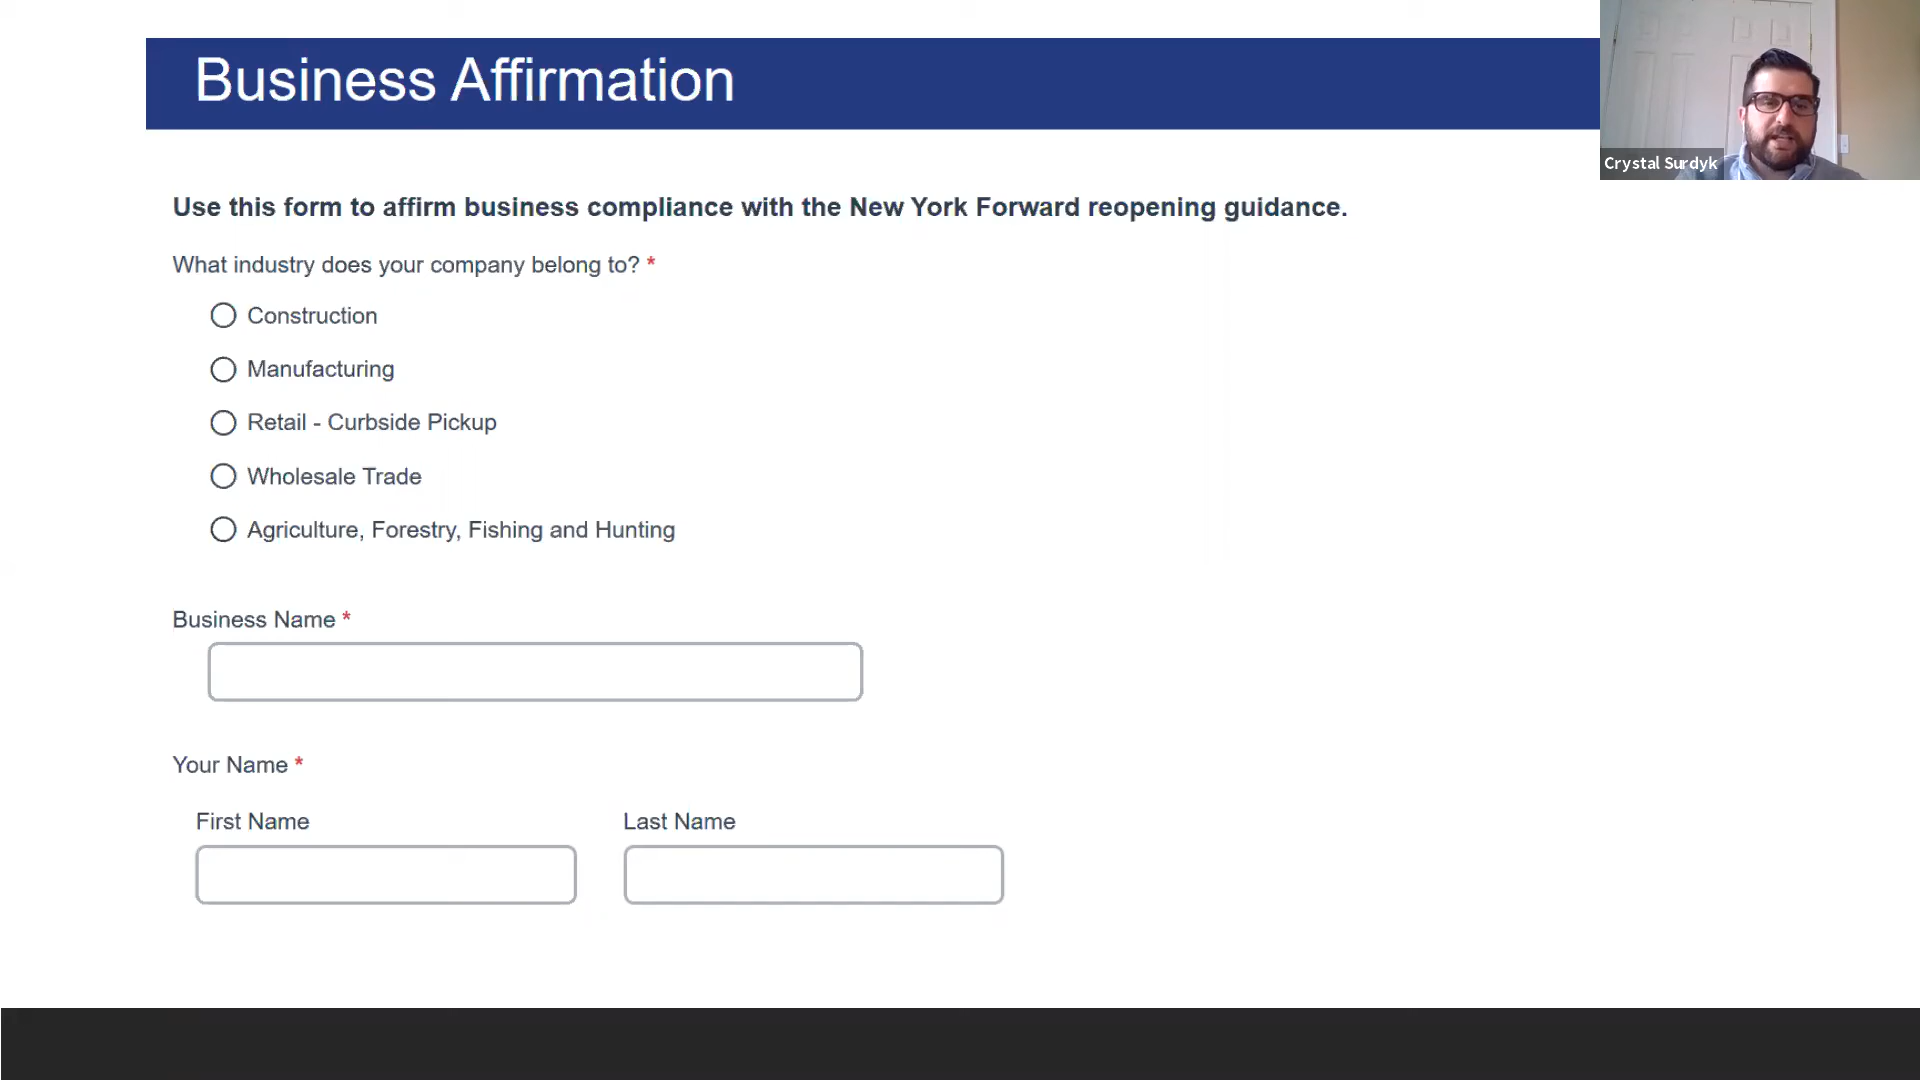 Business Affirmation
Crystal Surdyk
Use this form to affirm business compliance with the New York Forward reopening guidance.
What industry does your company belong to? *
Construction
Manufacturing
Retail - Curbside Pickup
Wholesale Trade
Agriculture, Forestry, Fishing and Hunting
Business Name *
Your Name *
First Name
Last Name